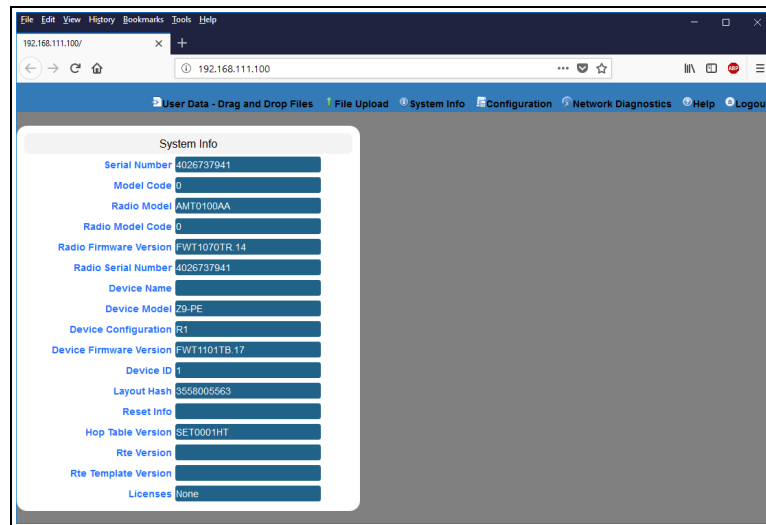 File Edit View History Bookmarks Tools Help
192.168.111.100/
192.168.111.100
ABP
User Data - Drag and Drop Files File Upload System Info Configuration Network Diagnostics Help Logou
System Info
Serial Number 4026737941
Model Code 0
Radio Model AMT0100AA
Radio Model Code 0
Radio Firmware Version FWT1070TR.14
Radio Serial Number 4026737941
Device Name
Device Model Z9-PE
Device Configuration R1
Device Firmware Version FWT1101TB.17
Device ID 1
Layout Hash 3558005563
Reset Info
Hop Table Version SET0001HT
Rte Version
Rte Template Version
Licenses None